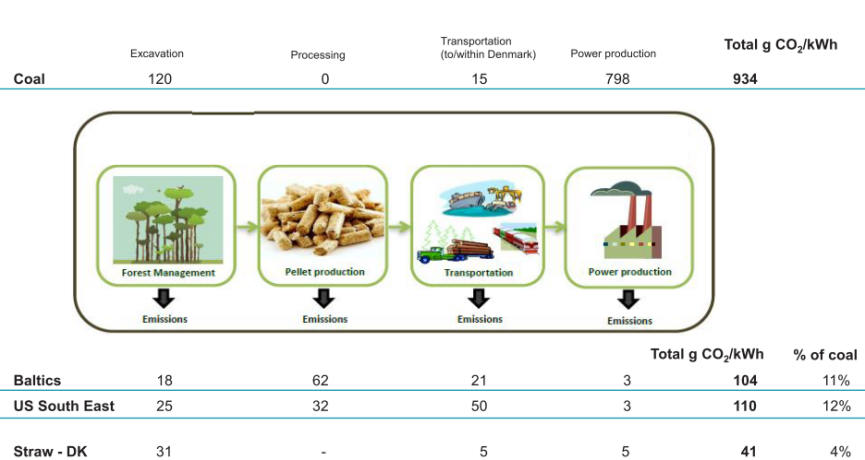 Excavation Processing Transportation (to/within Denmark) Power production Total g CO₂/kWh
Coal 120 0 15 798 934
Forest Management Pellet production Transportation Power production
Emissions Emissions Emissions Emissions
Total g CO₂/kWh % of coal
Baltics 18 62 21 3 104 11%
US South East 25 32 50 3 110 12%
Straw - DK 31 - 5 5 41 4%